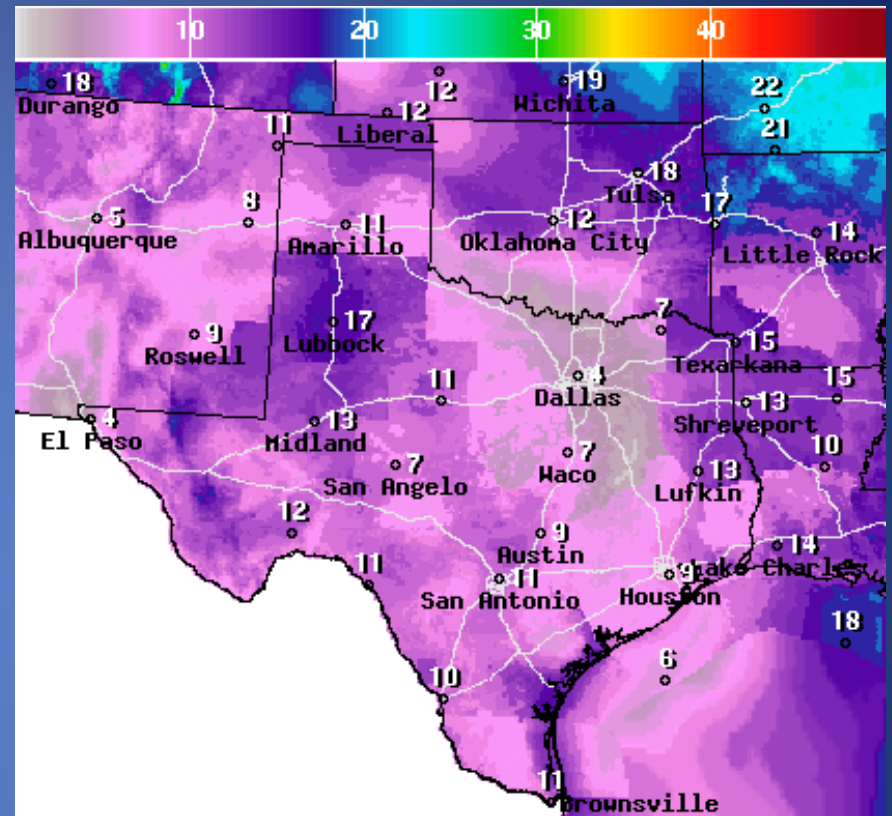 10 20 30 40
18 12 19
Durango 12 Wichita 22
11 Liberal 21
18
Tulsa
5 8 11 12 17 14
Albuquerque Amarillo Oklahoma City Little Rock
9 17 7
Roswell Lubbock 15
Texarkana
4
11 Dallas 13 15
4 13 Shreveport
El Paso Midland 7 10
7 Waco 13
San Angelo Lufkin
12 9 14
Austin Lake Charles
11 11 9
San Antonio Houston
18
10 6
11
Brownsville